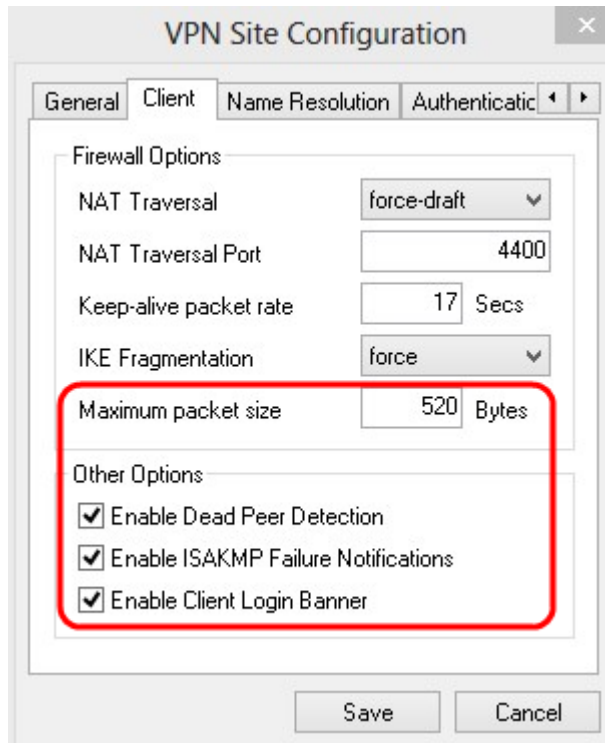 VPN Site Configuration
General Client Name Resolution Authenticatic
Firewall Options
NAT Traversal force-draft
NAT Traversal Port 4400
Keep-alive packet rate 17 Secs
IKE Fragmentation force
Maximum packet size 520 Bytes
Other Options
Enable Dead Peer Detection
Enable ISAKMP Failure Notifications
Enable Client Login Banner
Save Cancel